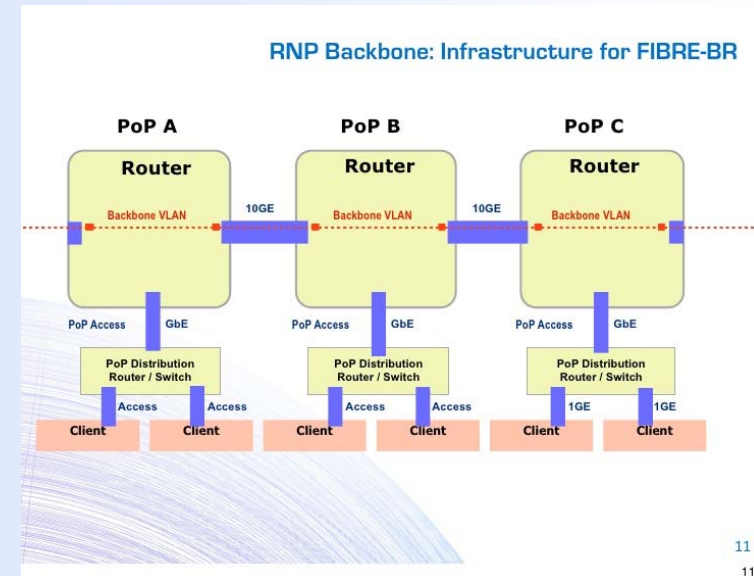 RNP Backbone: Infrastructure for FIBRE-BR
PoP A PoP B PoP C
Router Router Router
10GE 10GE
Backbone VLAN Backbone VLAN Backbone VLAN
PoP Access GbE PoP Access GbE PoP Access GbE
PoP Distribution PoP Distribution PoP Distribution
Router / Switch Router / Switch Router / Switch
Access Access Access Access 1GE 1GE
Client Client Client Client Client Client
11
11